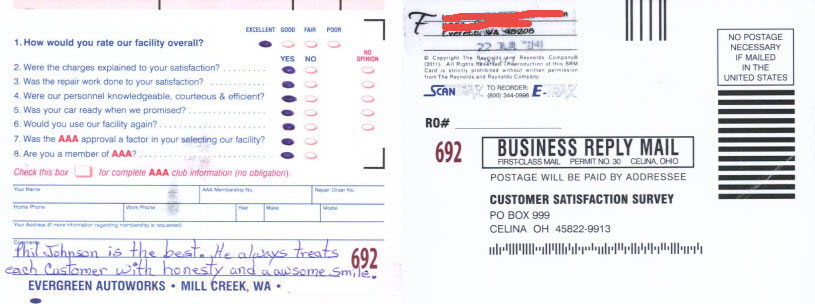 EXCELLENT GOOD FAIR POOR
1. How would you rate our facility overall?
YES NO NO OPINION
2. Were the charges explained to your satisfaction?
3. Was the repair work done to your satisfaction?
4. Were our personnel knowledgeable, courteous & efficient?
5. Was your car ready when we promised?
6. Would you use our facility again?
7. Was the AAA approval a factor in your selecting our facility?
8. Are you a member of AAA?
Check this box for complete AAA club information (no obligation).
Your Name AAA Membership No. Repair Order No.
Home Phone Work Phone Year Make Model
Your Address (if more information regarding membership is requested)
Comments
Phil Johnson is the best. He always treats
each Customer with honesty and a awsome smile.
692
EVERGREEN AUTOWORKS • MILL CREEK, WA •
F
Everett, WA 98208
© Copyright The Reynolds and Reynolds Company®
(2011). All Rights Reserved. Reproduction of this BRM
Card is strictly prohibited without written permission
from The Reynolds and Reynolds Company.
SCANTRAX TO REORDER: E-TRAX
(800) 344-0996
RO#
692
BUSINESS REPLY MAIL
FIRST-CLASS MAIL PERMIT NO. 30 CELINA, OHIO
POSTAGE WILL BE PAID BY ADDRESSEE
CUSTOMER SATISFACTION SURVEY
PO BOX 999
CELINA OH 45822-9913
NO POSTAGE
NECESSARY
IF MAILED
IN THE
UNITED STATES